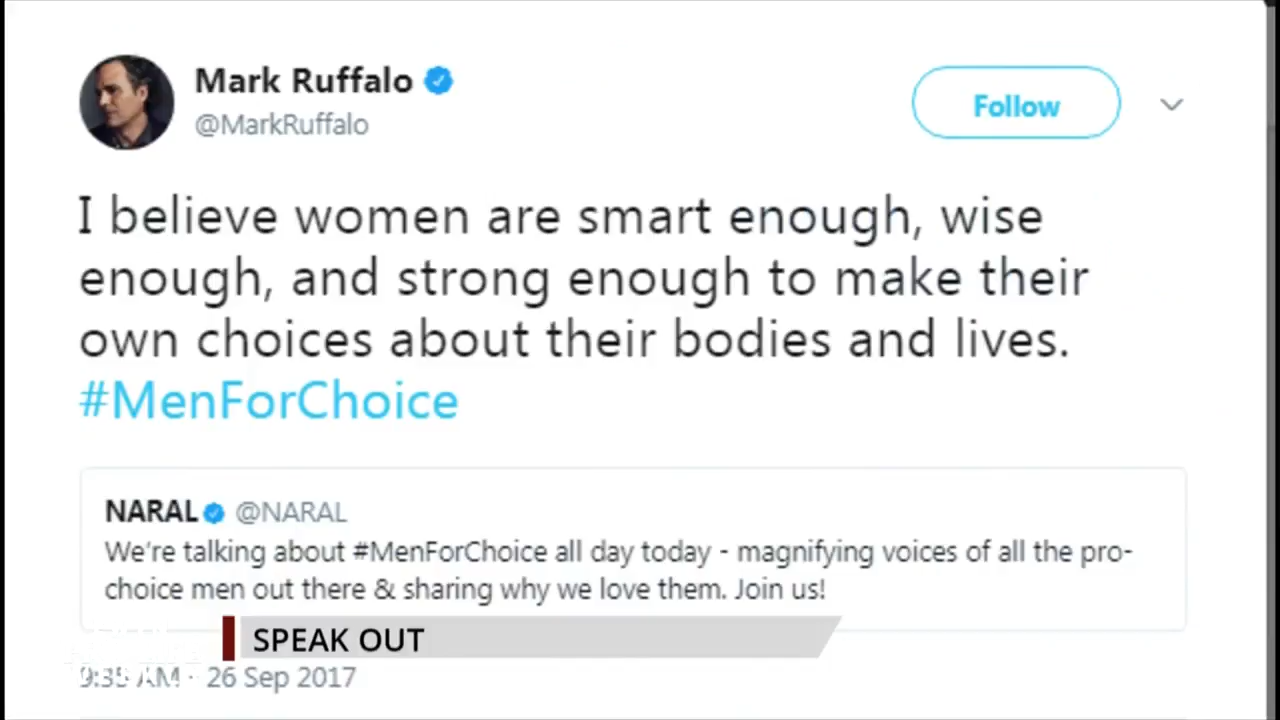 Mark Ruffalo
@MarkRuffalo
Follow
I believe women are smart enough, wise
enough, and strong enough to make their
own choices about their bodies and lives.
#MenForChoice
NARAL @NARAL
We're talking about #MenForChoice all day today - magnifying voices of all the pro-
choice men out there & sharing why we love them. Join us!
SPEAK OUT
9:35 AM - 26 Sep 2017